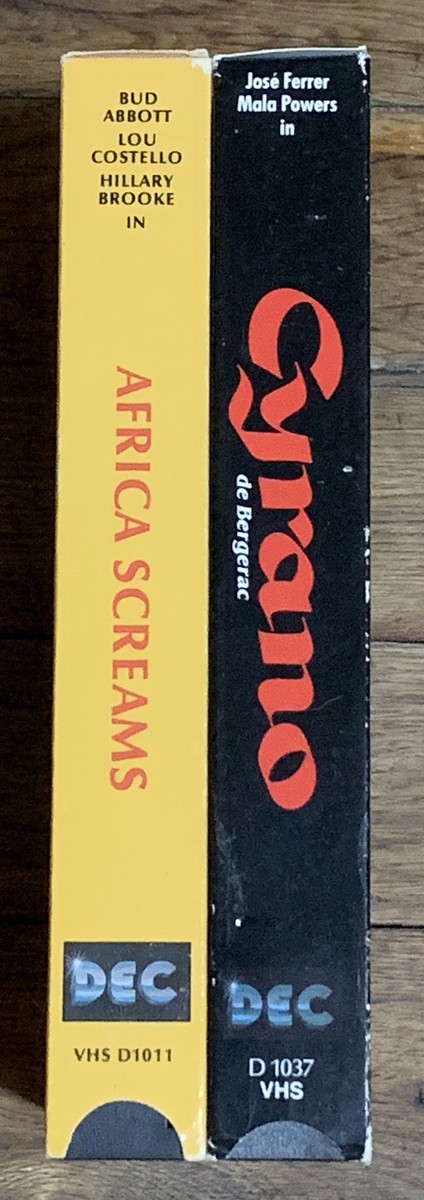 BUD
ABBOTT
LOU
COSTELLO
HILLARY
BROOKE
IN
AFRICA SCREAMS
DEC
VHS D1011
José Ferrer
Mala Powers
in
Cyrano
de Bergerac
DEC
D 1037
VHS